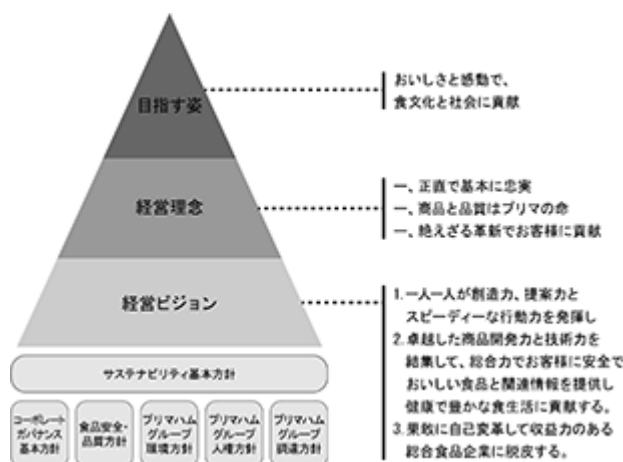 目指す姿
おいしさと感動で、
食文化と社会に貢献
経営理念
一、正直で基本に忠実
一、商品と品質はプリマの命
一、絶えざる革新でお客様に貢献
経営ビジョン
1.一人一人が創造力、提案力と
スピーディーな行動力を発揮し
2.卓越した商品開発力と技術力を
結集して、総合力でお客様に安全で
おいしい食品と関連情報を提供し
健康で豊かな食生活に貢献する。
3.果敢に自己変革して収益力のある
総合食品企業に脱皮する。
サステナビリティ基本方針
コーポレート
ガバナンス
基本方針
食品安全・
品質方針
プリマハム
グループ
環境方針
プリマハム
グループ
人権方針
プリマハム
グループ
調達方針